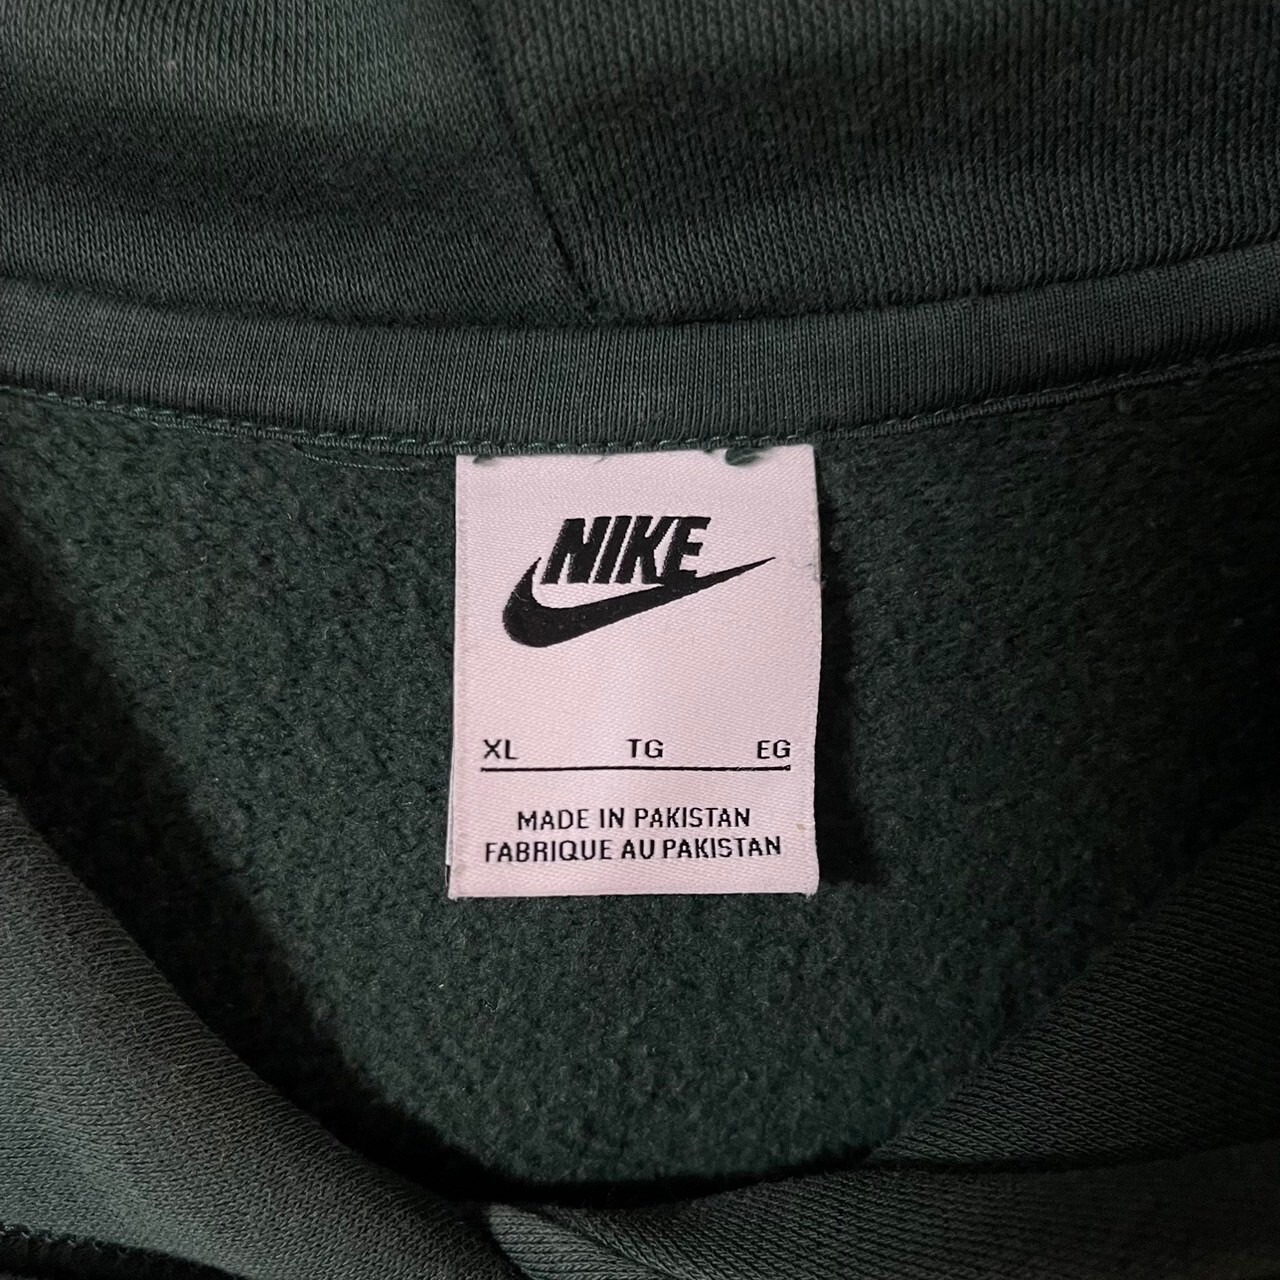 NIKE
XL TG EG
MADE IN PAKISTAN
FABRIQUE AU PAKISTAN